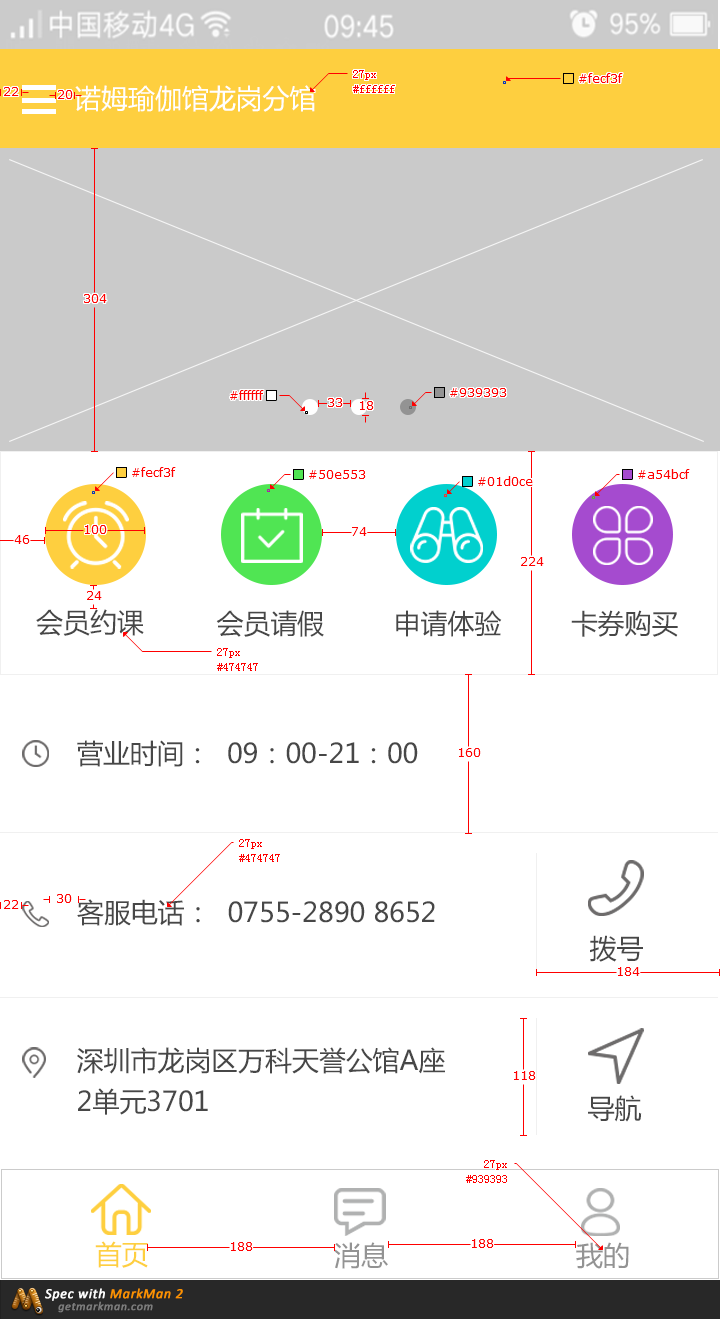 中国移动4G 09:45 95%
27px
#ffffff
#fecf3f
22 20 诺姆瑜伽馆龙岗分馆
304
#ffffff 33 18 #939393
#fecf3f #50e553 #01d0ce #a54bcf
46 100 74 224
24
会员约课 会员请假 申请体验 卡券购买
27px
#474747
营业时间： 09：00-21：00 160
27px
#474747
22 30 客服电话： 0755-2890 8652
拨号
184
深圳市龙岗区万科天誉公馆A座
2单元3701
118
导航
27px
#939393
首页 188 消息 188 我的
Spec with MarkMan 2
getmarkman.com